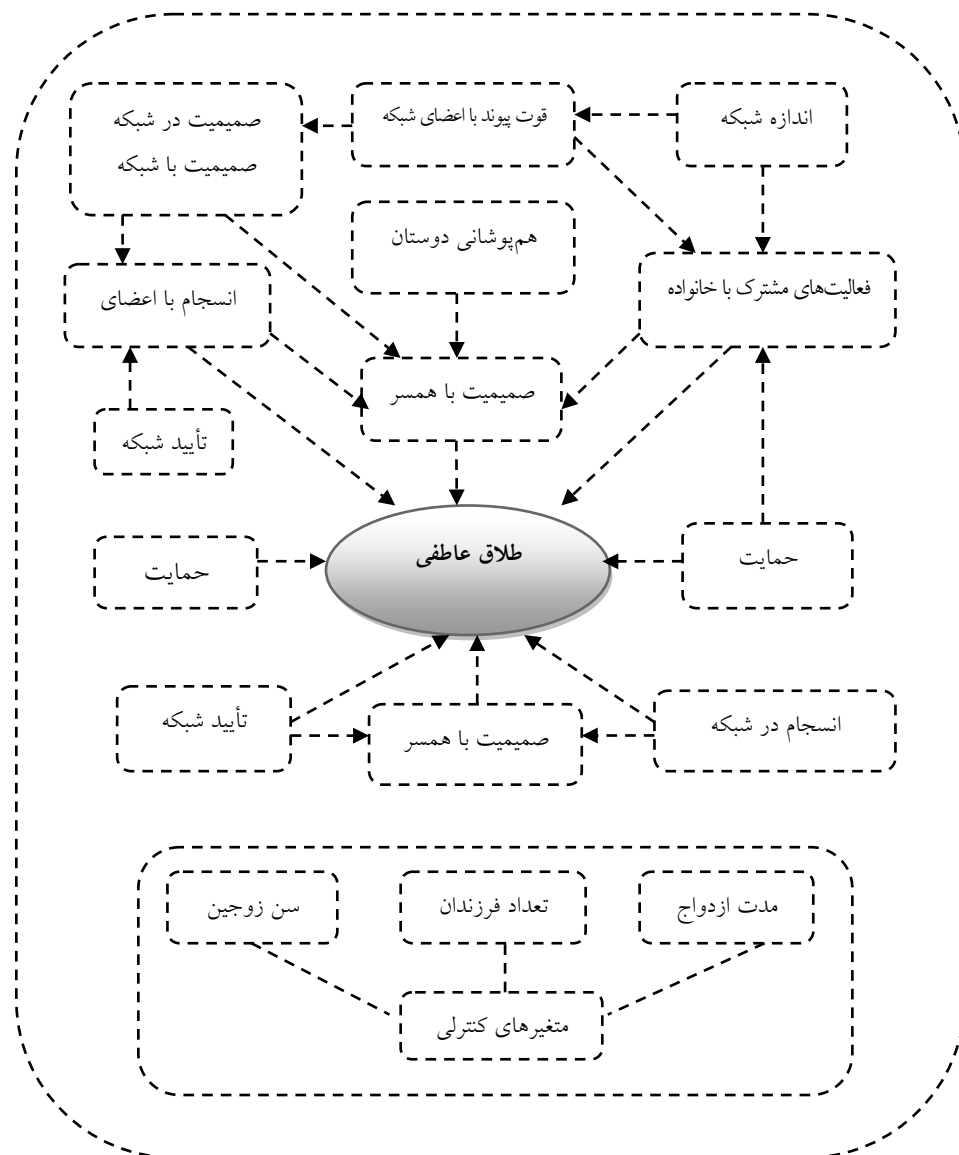 اندازه شبکه
قوت پیوند با اعضای شبکه
صمیمیت در شبکه
صمیمیت با شبکه
هم‌پوشانی دوستان
فعالیت‌های مشترک با خانواده
انسجام با اعضای
صمیمیت با همسر
تأیید شبکه
طلاق عاطفی
حمایت
حمایت
انسجام در شبکه
صمیمیت با همسر
تأیید شبکه
مدت ازدواج
تعداد فرزندان
سن زوجین
متغیرهای کنترلی